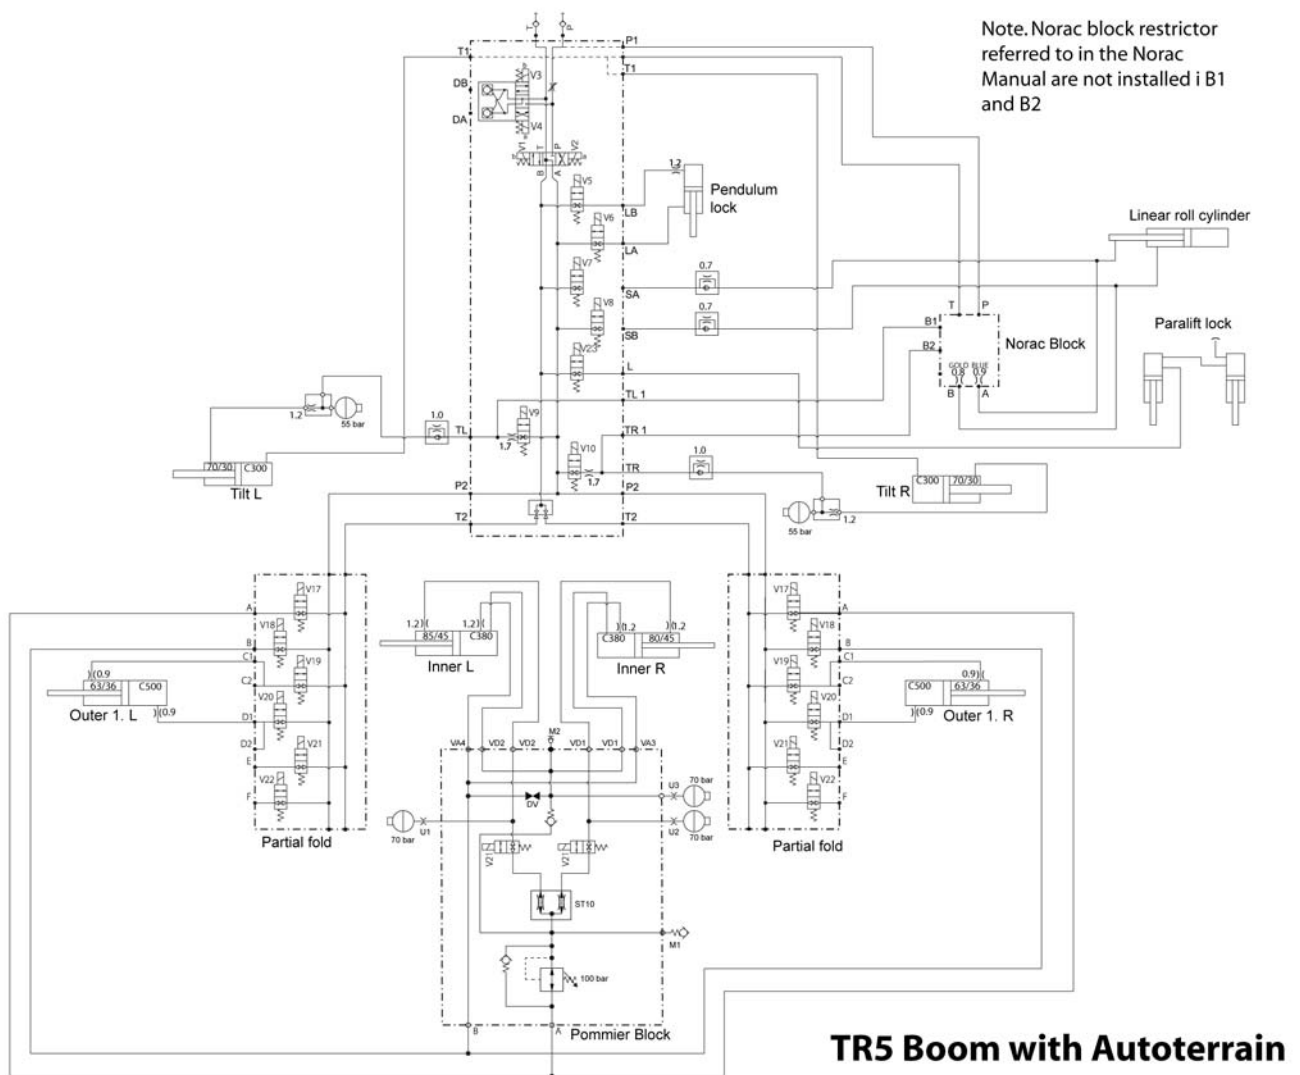 T
P
Note. Norac block restrictor
referred to in the Norac
Manual are not installed i B1
and B2
T1
P1
T1
DB
V3
DA
V4
V1
T
P
V2
b
a
B
A
V5
1.2
LB
Pendulum
lock
V6
LA
V7
0.7
SA
V8
0.7
SB
Linear roll cylinder
T
P
B1
B2
Norac Block
Paralift lock
GOLD BLUE
0.8 0.9
B
A
V23
L
TL 1
1.2
55 bar
1.0
TL
V9
1.7
TR 1
V10
1.7
TR
1.0
70/30
C300
Tilt L
Tilt R
C300
70/30
1.2
55 bar
P2
P2
T2
T2
V17
A
V18
B
C1
V19
C2
V20
D1
D2
V21
E
V22
F
Partial fold
0.9
63/36
C500
0.9
Outer 1. L
1.2
1.2
85/45
C380
Inner L
1.2
1.2
C380
80/45
Inner R
V17
A
V18
B
C1
V19
C2
V20
D1
D2
V21
E
V22
F
Partial fold
0.9
C500
63/36
0.9
Outer 1. R
VA4
VD2
VD2
M2
VD1
VD1
VA3
DV
U3
70 bar
U1
70 bar
U2
70 bar
V21
V21
ST10
M1
100 bar
B
A
Pommier Block
TR5 Boom with Autoterrain